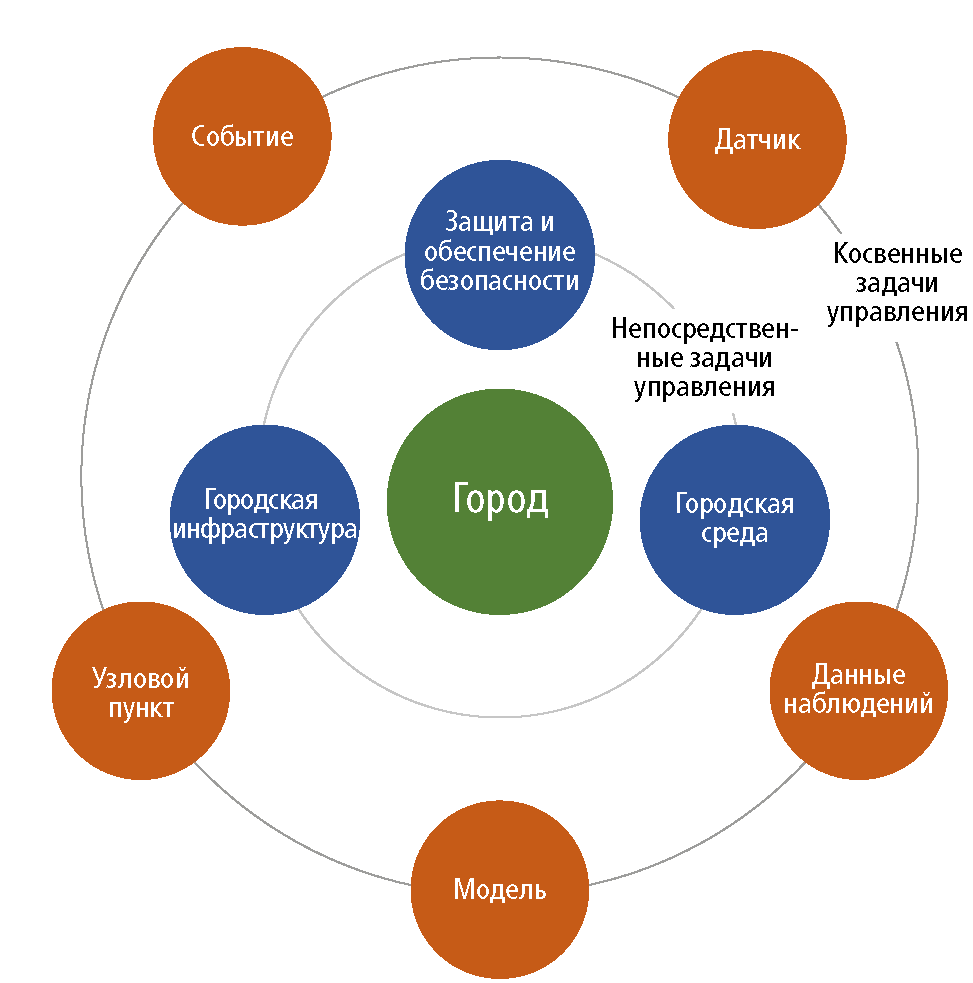 Событие
Датчик
Защита и
обеспечение
безопасности
Косвенные
задачи
управления
Непосредствен-
ные задачи
управления
Город
Городская
инфраструктура
Городская
среда
Узловой
пункт
Данные
наблюдений
Модель